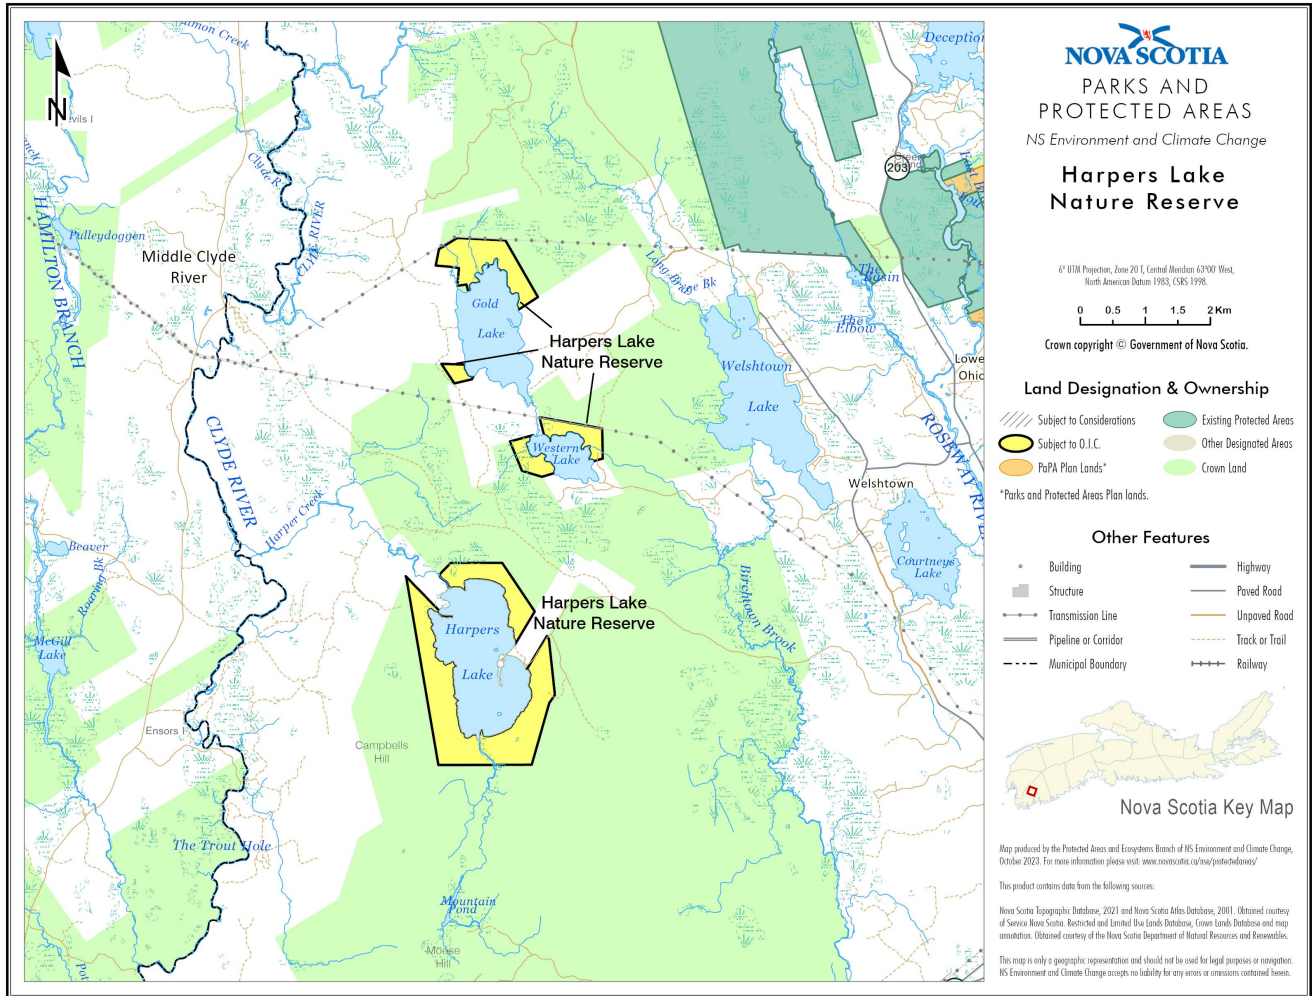 NOVA SCOTIA
PARKS AND
PROTECTED AREAS
NS Environment and Climate Change
Harpers Lake
Nature Reserve
6° UTM Projection, Zone 20 T, Central Meridian 63°00' West,
North American Datum 1983, CSRS 1998.
0 0.5 1 1.5 2 Km
Crown copyright © Government of Nova Scotia.
Land Designation & Ownership
Subject to Considerations
Existing Protected Areas
Subject to O.I.C.
Other Designated Areas
PaPA Plan Lands*
Crown Land
*Parks and Protected Areas Plan lands.
Other Features
Building
Highway
Structure
Paved Road
Transmission Line
Unpaved Road
Pipeline or Corridor
Track or Trail
Municipal Boundary
Railway
Nova Scotia Key Map
Map produced by the Protected Areas and Ecosystems Branch of NS Environment and Climate Change,
October 2023. For more information please visit: www.novascotia.ca/nse/protectedareas/
This product contains data from the following sources:
Nova Scotia Topographic Database, 2021 and Nova Scotia Atlas Database, 2001. Obtained courtesy
of Service Nova Scotia. Restricted and Limited Use Lands Database, Crown Lands Database and map
annotation. Obtained courtesy of the Nova Scotia Department of Natural Resources and Renewables.
This map is only a geographic representation and should not be used for legal purposes or navigation.
NS Environment and Climate Change accepts no liability for any errors or omissions contained herein.
N
Creek
Deception
203
HAMILTON BRANCH
Pulleydoggen
Middle Clyde
River
Clyde R
CLYDE RIVER
Long Bridge Bk
The
Basin
The
Elbow
Gold
Lake
Harpers Lake
Nature Reserve
Welshtown
Lake
Lowe
Ohio
ROSEWAY RIVER
CLYDE RIVER
Western
Lake
Welshtown
Harper Creek
Beaver
Roaring Bk
Courtneys
Lake
Birchtown Brook
McGill
Lake
Harpers
Lake
Harpers Lake
Nature Reserve
Ensors I
Campbells
Hill
The Trout Hole
Mountain
Pond
Moose
Hill